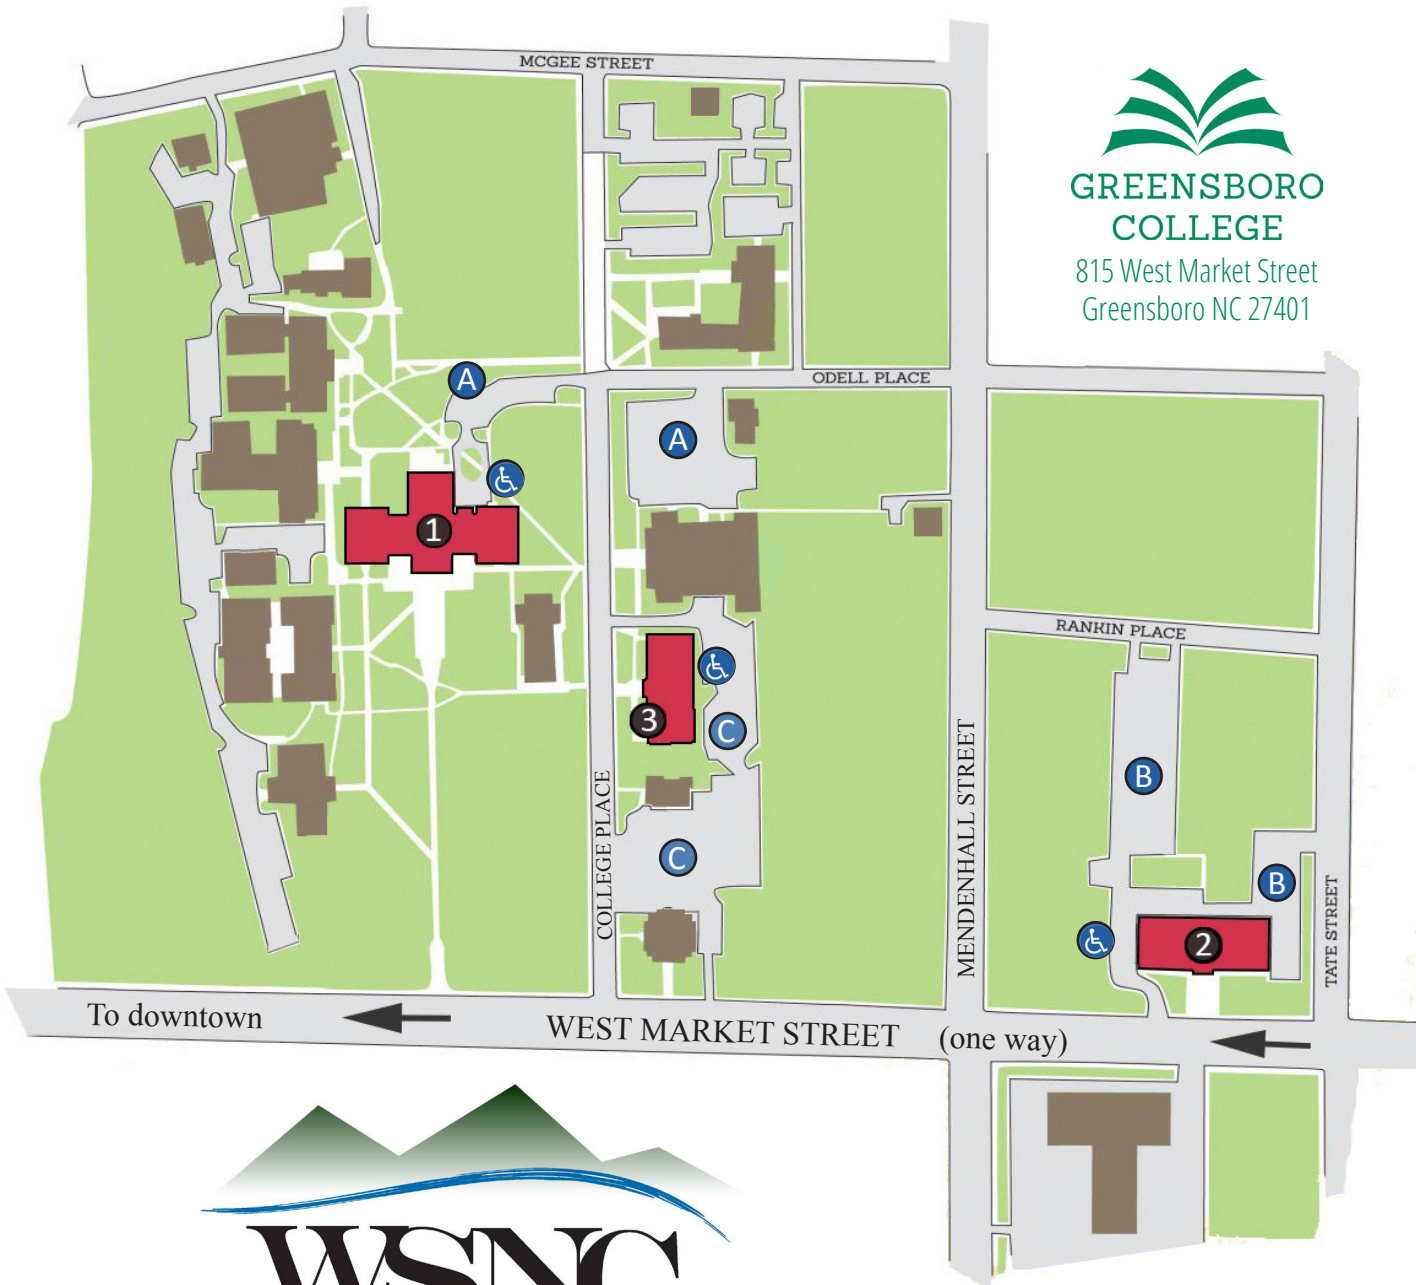 MCGEE STREET
GREENSBORO
COLLEGE
815 West Market Street
Greensboro NC 27401
A
ODELL PLACE
A
1
RANKIN PLACE
3
C
B
COLLEGE PLACE
MENDENHALL STREET
C
B
TATE STREET
2
To downtown
WEST MARKET STREET (one way)
WSNC